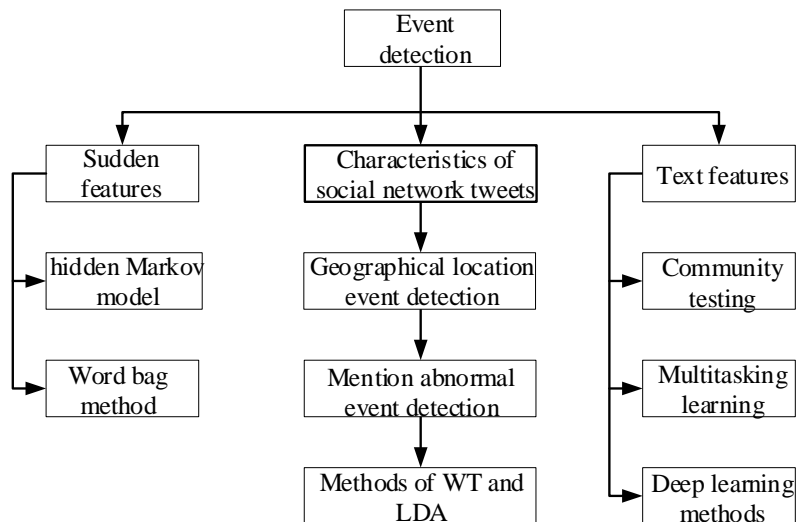 Event
detection
Sudden
features
Characteristics of
social network tweets
Text features
hidden Markov
model
Geographical location
event detection
Community
testing
Word bag
method
Mention abnormal
event detection
Multitasking
learning
Methods of WT and
LDA
Deep learning
methods